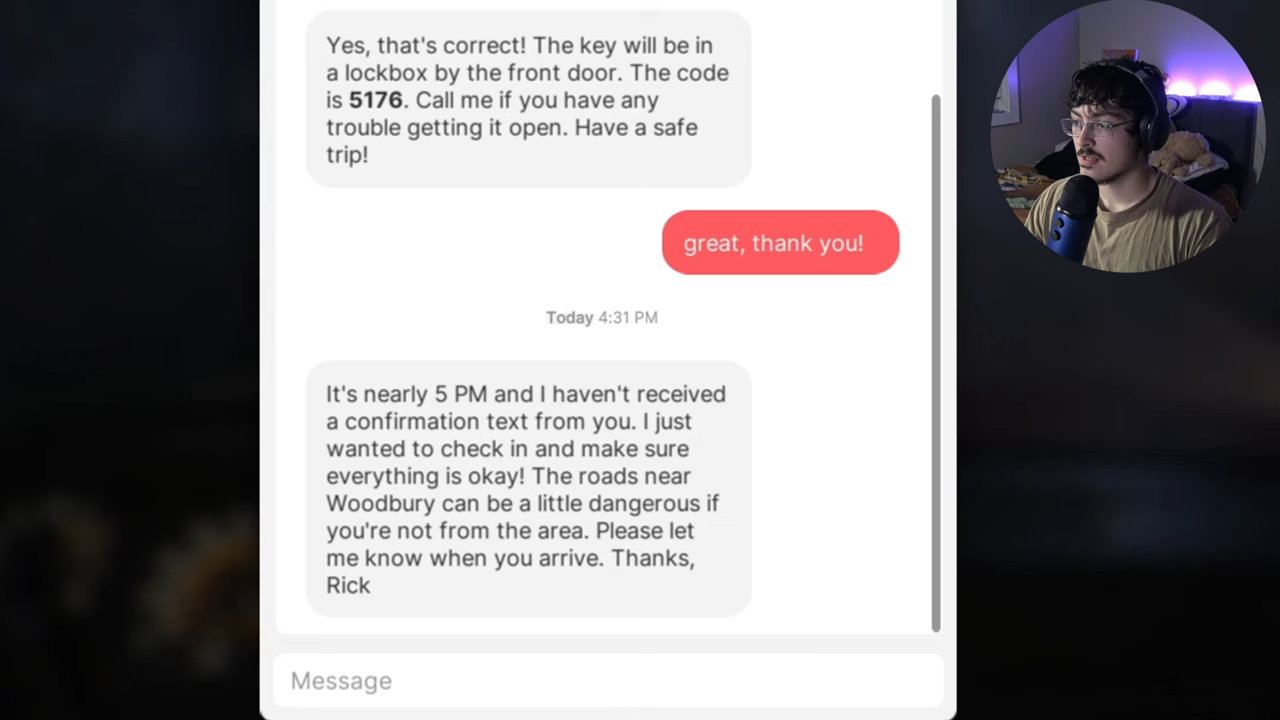 Yes, that's correct! The key will be in
a lockbox by the front door. The code
is 5176. Call me if you have any
trouble getting it open. Have a safe
trip!
great, thank you!
Today 4:31 PM
It's nearly 5 PM and I haven't received
a confirmation text from you. I just
wanted to check in and make sure
everything is okay! The roads near
Woodbury can be a little dangerous if
you're not from the area. Please let
me know when you arrive. Thanks,
Rick
Message